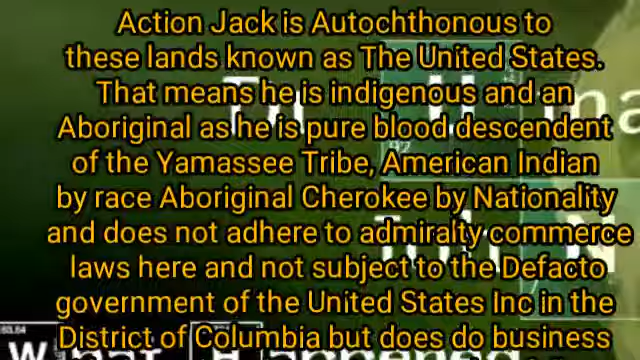 Action Jack is Autochthonous to
these lands known as The United States.
That means he is indigenous and an
Aboriginal as he is pure blood descendent
of the Yamassee Tribe, American Indian
by race Aboriginal Cherokee by Nationality
and does not adhere to admiralty commerce
laws here and not subject to the Defacto
government of the United States Inc in the
District of Columbia but does do business